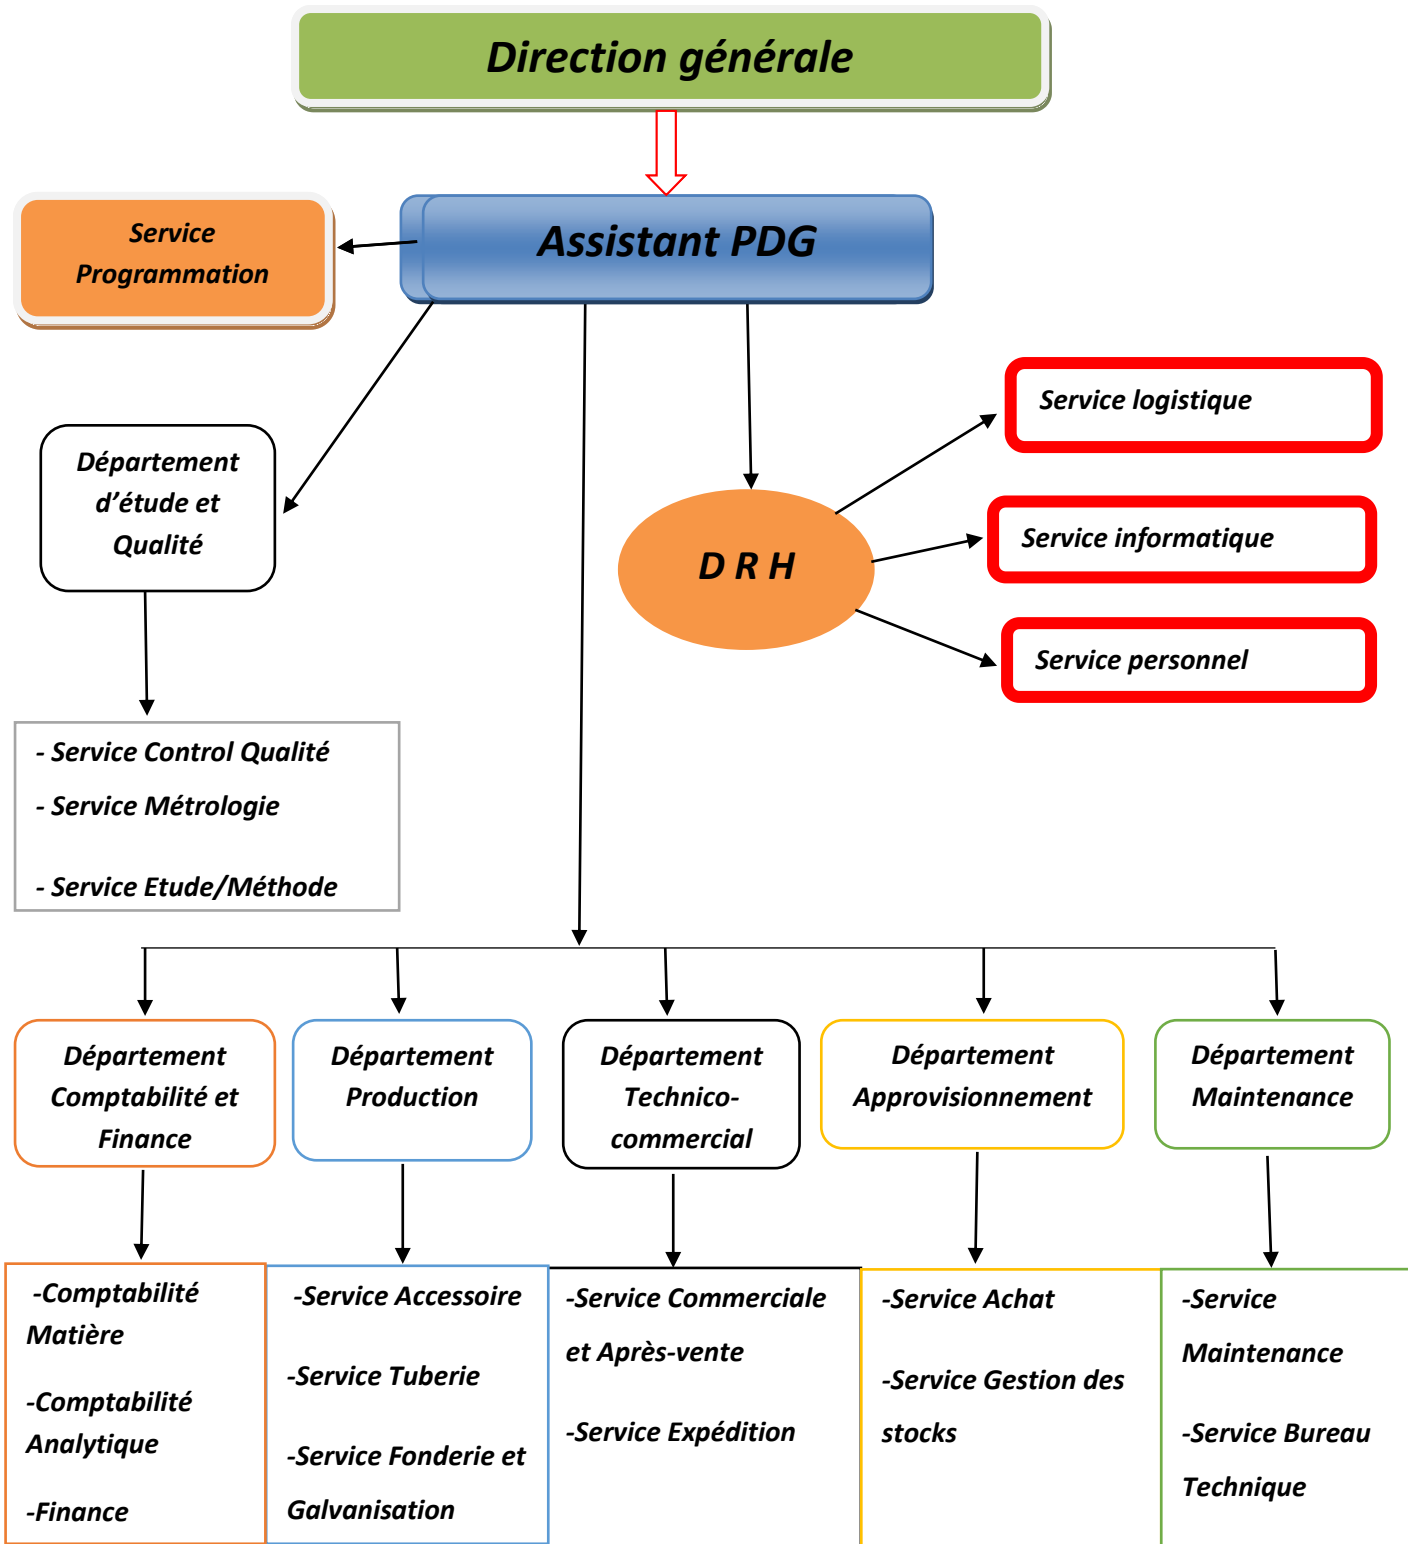 Direction générale
Assistant PDG
Service
Programmation
Service logistique
Département
d’étude et
Qualité
Service informatique
D R H
Service personnel
- Service Control Qualité
- Service Métrologie
- Service Etude/Méthode
Département
Comptabilité et
Finance
Département
Production
Département
Technico-
commercial
Département
Approvisionnement
Département
Maintenance
-Comptabilité
Matière
-Comptabilité
Analytique
-Finance
-Service Accessoire
-Service Tuberie
-Service Fonderie et
Galvanisation
-Service Commerciale
et Après-vente
-Service Expédition
-Service Achat
-Service Gestion des
stocks
-Service
Maintenance
-Service Bureau
Technique